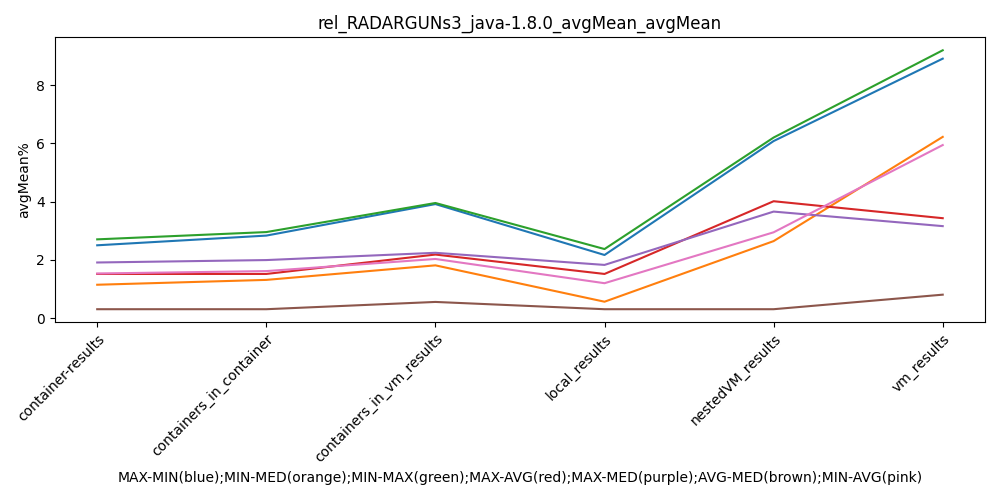 rel_RADARGUNs3_java-1.8.0_avgMean_avgMean
avgMean%
8
6
4
2
0
container-results
containers_in_container
containers_in_vm_results
local_results
nestedVM_results
vm_results
MAX-MIN(blue);MIN-MED(orange);MIN-MAX(green);MAX-AVG(red);MAX-MED(purple);AVG-MED(brown);MIN-AVG(pink)